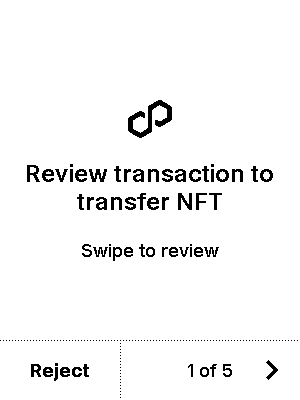 Review transaction to
transfer NFT
Swipe to review
Reject
1 of 5